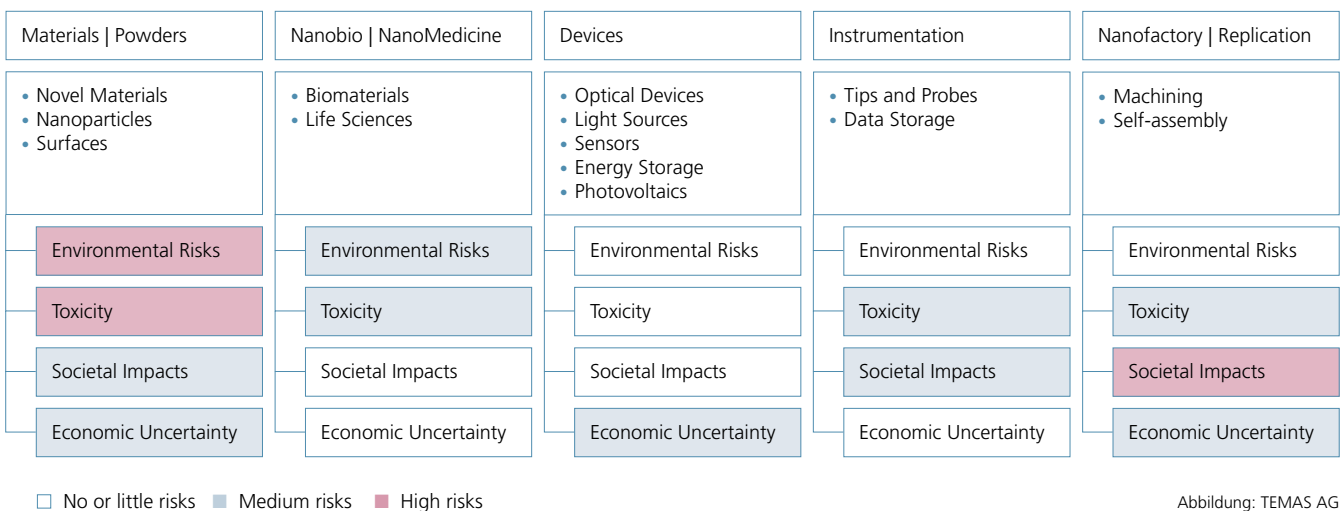 Materials | Powders
• Novel Materials
• Nanoparticles
• Surfaces
Environmental Risks
Toxicity
Societal Impacts
Economic Uncertainty
Nanobio | NanoMedicine
• Biomaterials
• Life Sciences
Environmental Risks
Toxicity
Societal Impacts
Economic Uncertainty
Devices
• Optical Devices
• Light Sources
• Sensors
• Energy Storage
• Photovoltaics
Environmental Risks
Toxicity
Societal Impacts
Economic Uncertainty
Instrumentation
• Tips and Probes
• Data Storage
Environmental Risks
Toxicity
Societal Impacts
Economic Uncertainty
Nanofactory | Replication
• Machining
• Self-assembly
Environmental Risks
Toxicity
Societal Impacts
Economic Uncertainty
No or little risks
Medium risks
High risks
Abbildung: TEMAS AG